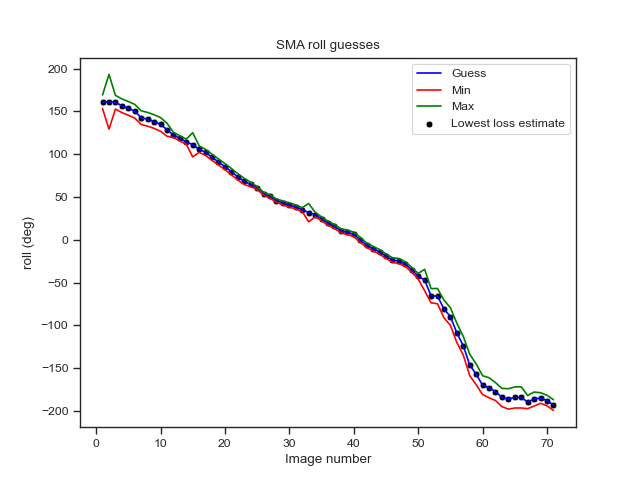 SMA roll guesses
200
150
100
50
0
−50
−100
−150
−200
roll (deg)
Guess
Min
Max
Lowest loss estimate
0 10 20 30 40 50 60 70
Image number